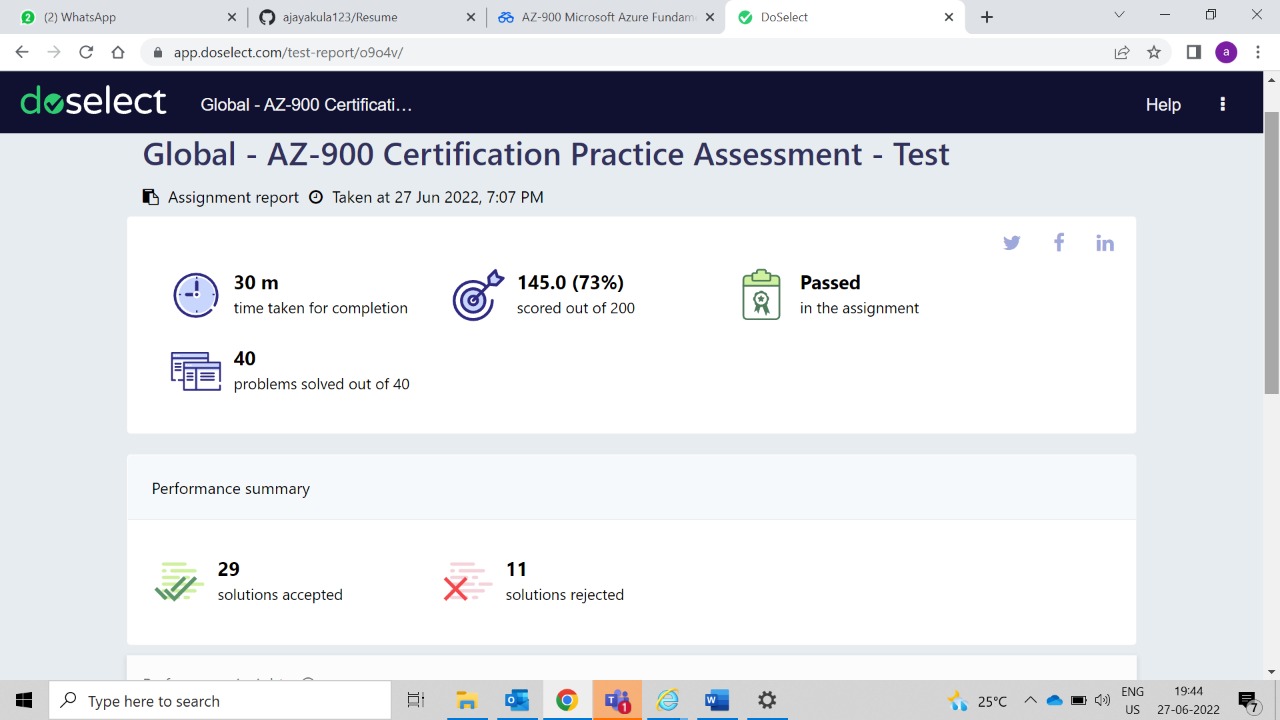 2
(2) WhatsApp
ajayakula123/Resume
AZ-900 Microsoft Azure Fundam
DoSelect
app.doselect.com/test-report/o9o4v/
a
doselect
Global - AZ-900 Certificati...
Help
Global - AZ-900 Certification Practice Assessment - Test
Assignment report Taken at 27 Jun 2022, 7:07 PM
30 m
time taken for completion
145.0 (73%)
scored out of 200
Passed
in the assignment
40
problems solved out of 40
Performance summary
29
solutions accepted
11
solutions rejected
Type here to search
1
25°C
ENG
US
19:44
27-06-2022
7